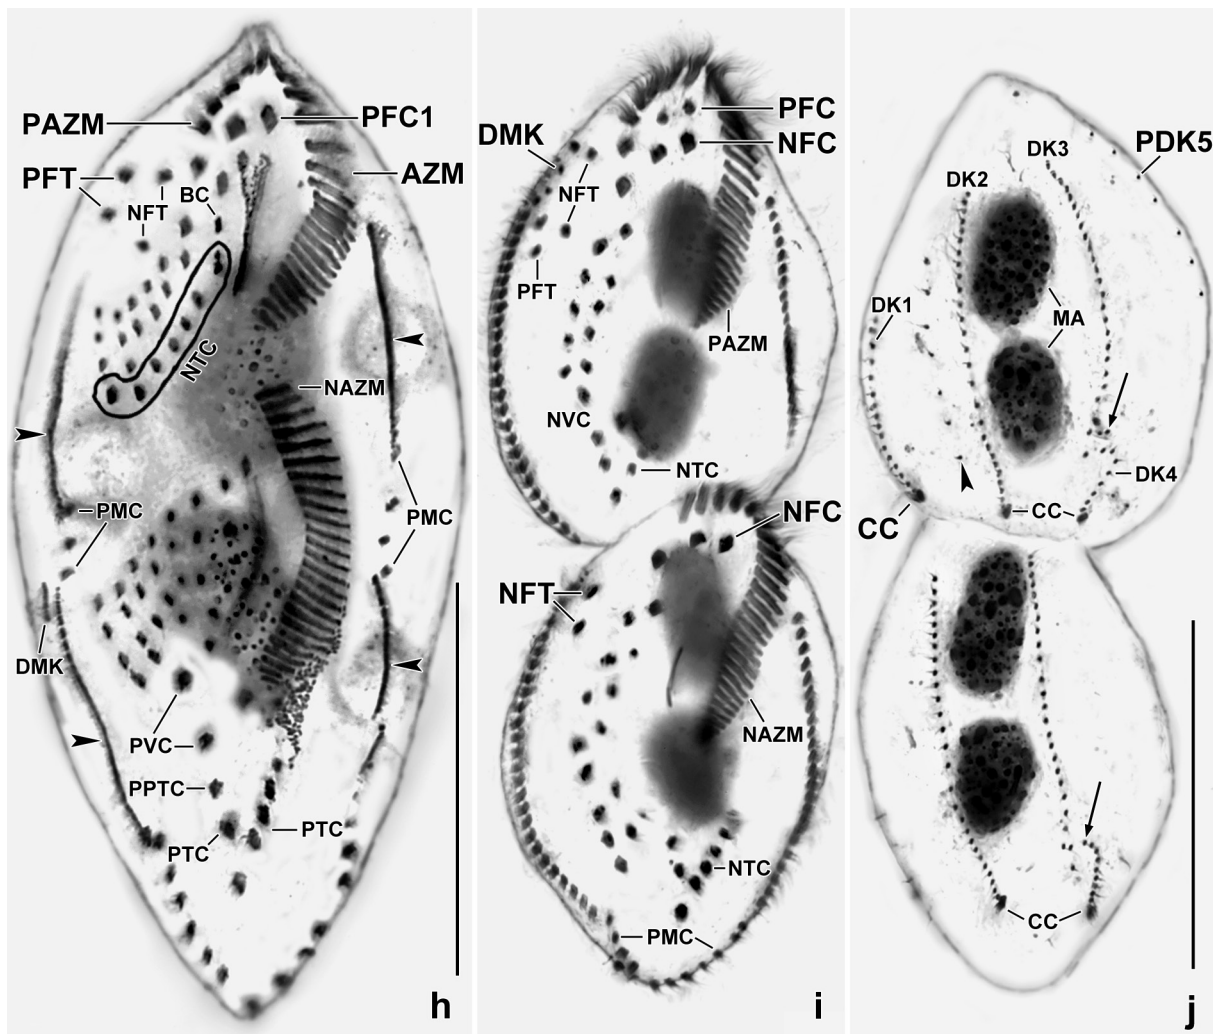 PAZM
PFC1
PFT
NFT
BC
AZM
NTC
NAZM
PMC
PMC
DMK
PVC
PPTC
PTC
PTC
h
PFC
DMK
NFC
NFT
PFT
PAZM
NVC
NTC
NFC
NFT
NAZM
NTC
PMC
i
DK3
PDK5
DK2
DK1
MA
DK4
CC
CC
CC
j